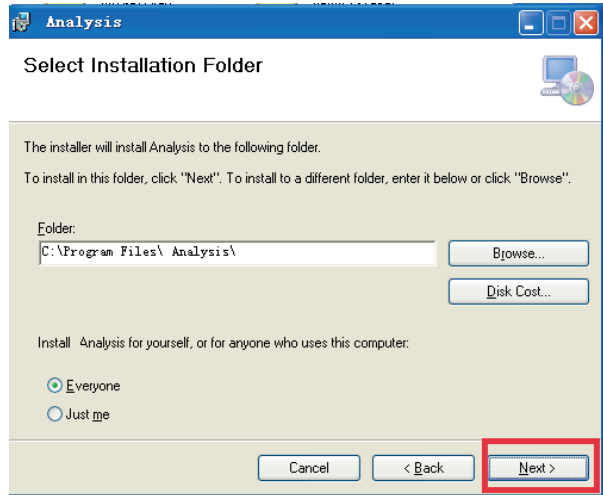 Analysis
Select Installation Folder
The installer will install Analysis to the following folder.
To install in this folder, click "Next". To install to a different folder, enter it below or click "Browse".
Folder:
C:\Program Files\ Analysis\
Browse...
Disk Cost...
Install Analysis for yourself, or for anyone who uses this computer:
Everyone
Just me
Cancel
< Back
Next >